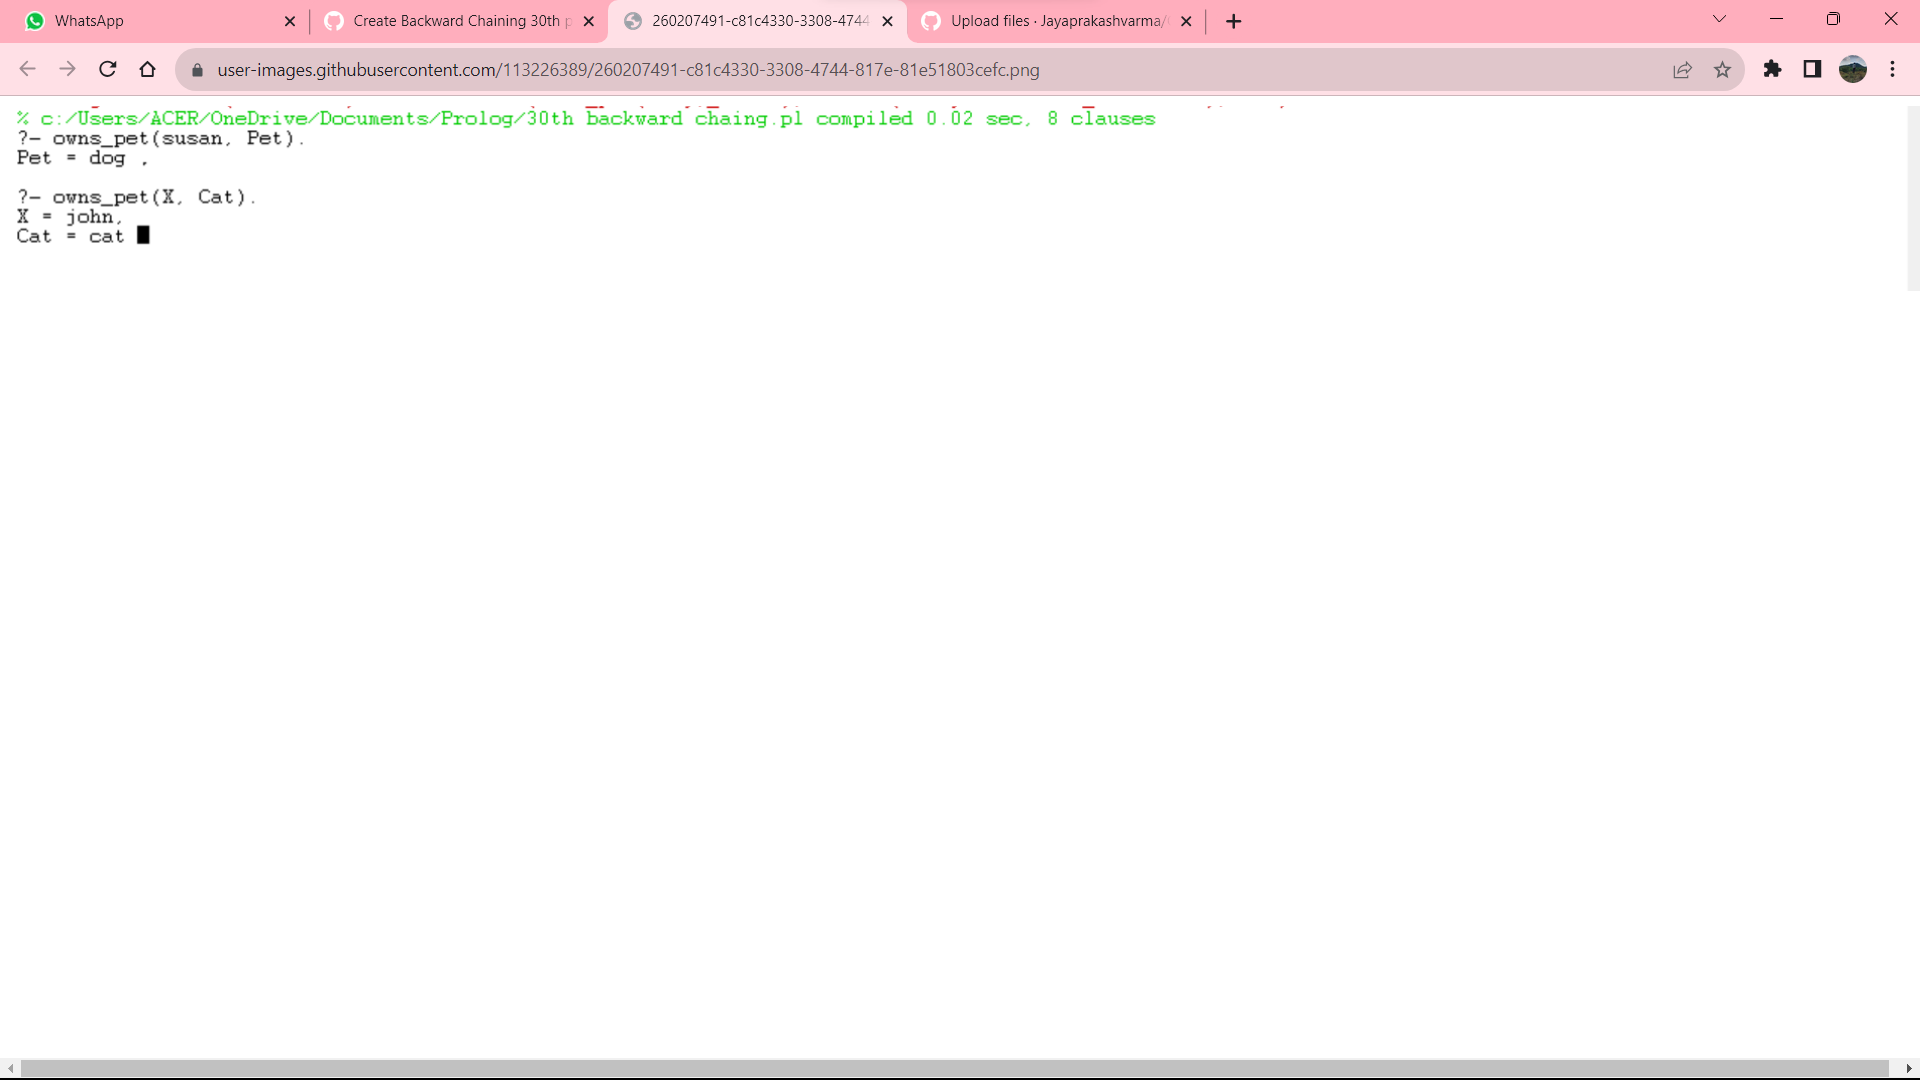 WhatsApp
Create Backward Chaining 30th p
260207491-c81c4330-3308-4744
Upload files · Jayaprakashvarma/
user-images.githubusercontent.com/113226389/260207491-c81c4330-3308-4744-817e-81e51803cefc.png
% c:/Users/ACER/OneDrive/Documents/Prolog/30th backward chaing.pl compiled 0.02 sec, 8 clauses
?- owns_pet(susan, Pet).
Pet = dog .
?- owns_pet(X, Cat).
X = john,
Cat = cat